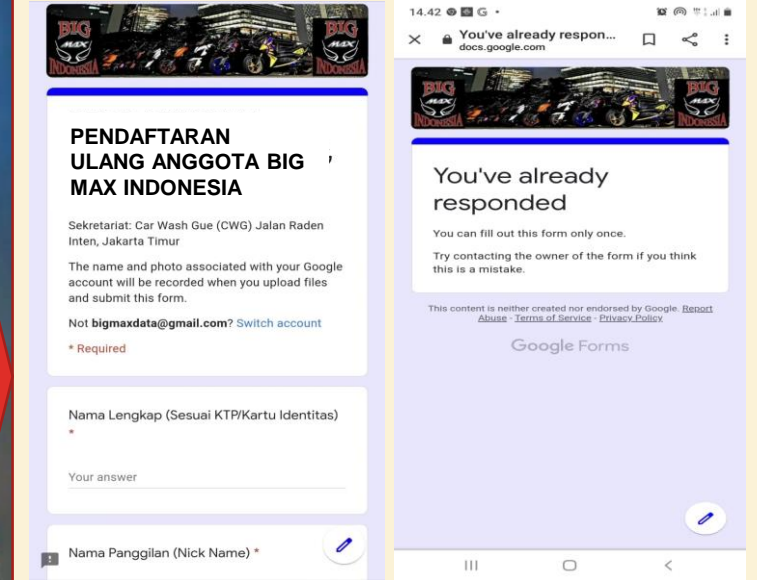 BIG
MAX
INDONESIA
BIG
MAX
INDONESIA
PENDAFTARAN
ULANG ANGGOTA BIG
MAX INDONESIA
Sekretariat: Car Wash Gue (CWG) Jalan Raden
Inten, Jakarta Timur
The name and photo associated with your Google
account will be recorded when you upload files
and submit this form.
Not bigmaxdata@gmail.com? Switch account
* Required
Nama Lengkap (Sesuai KTP/Kartu Identitas)
*
Your answer
Nama Panggilan (Nick Name) *
14.42 G •
You've already respon...
docs.google.com
BIG
MAX
INDONESIA
BIG
MAX
INDONESIA
You've already
responded
You can fill out this form only once.
Try contacting the owner of the form if you think
this is a mistake.
This content is neither created nor endorsed by Google. Report
Abuse - Terms of Service - Privacy Policy
Google Forms